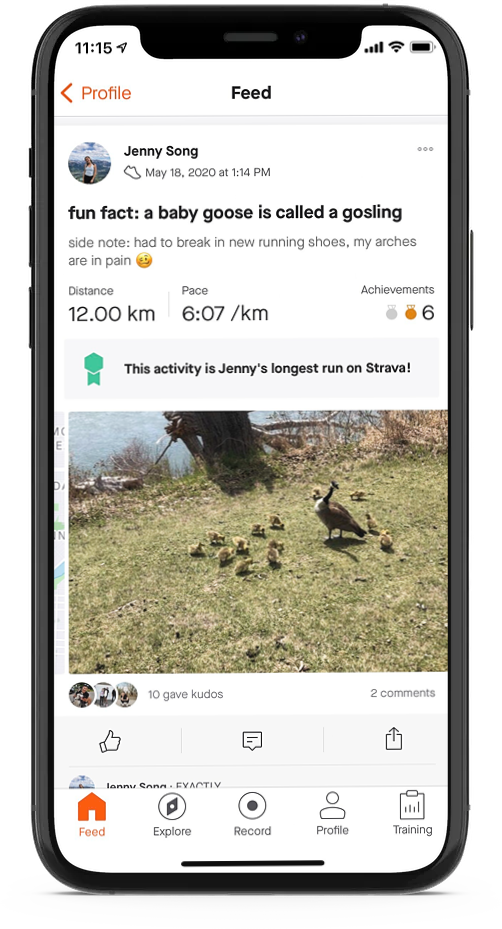 11:15
Profile
Feed
Jenny Song
May 18, 2020 at 1:14 PM
fun fact: a baby goose is called a gosling
side note: had to break in new running shoes, my arches
are in pain 🥴
Distance
Pace
Achievements
12.00 km
6:07 /km
6
This activity is Jenny's longest run on Strava!
10 gave kudos
2 comments
Jenny Song · EXACTLY
Feed
Explore
Record
Profile
Training